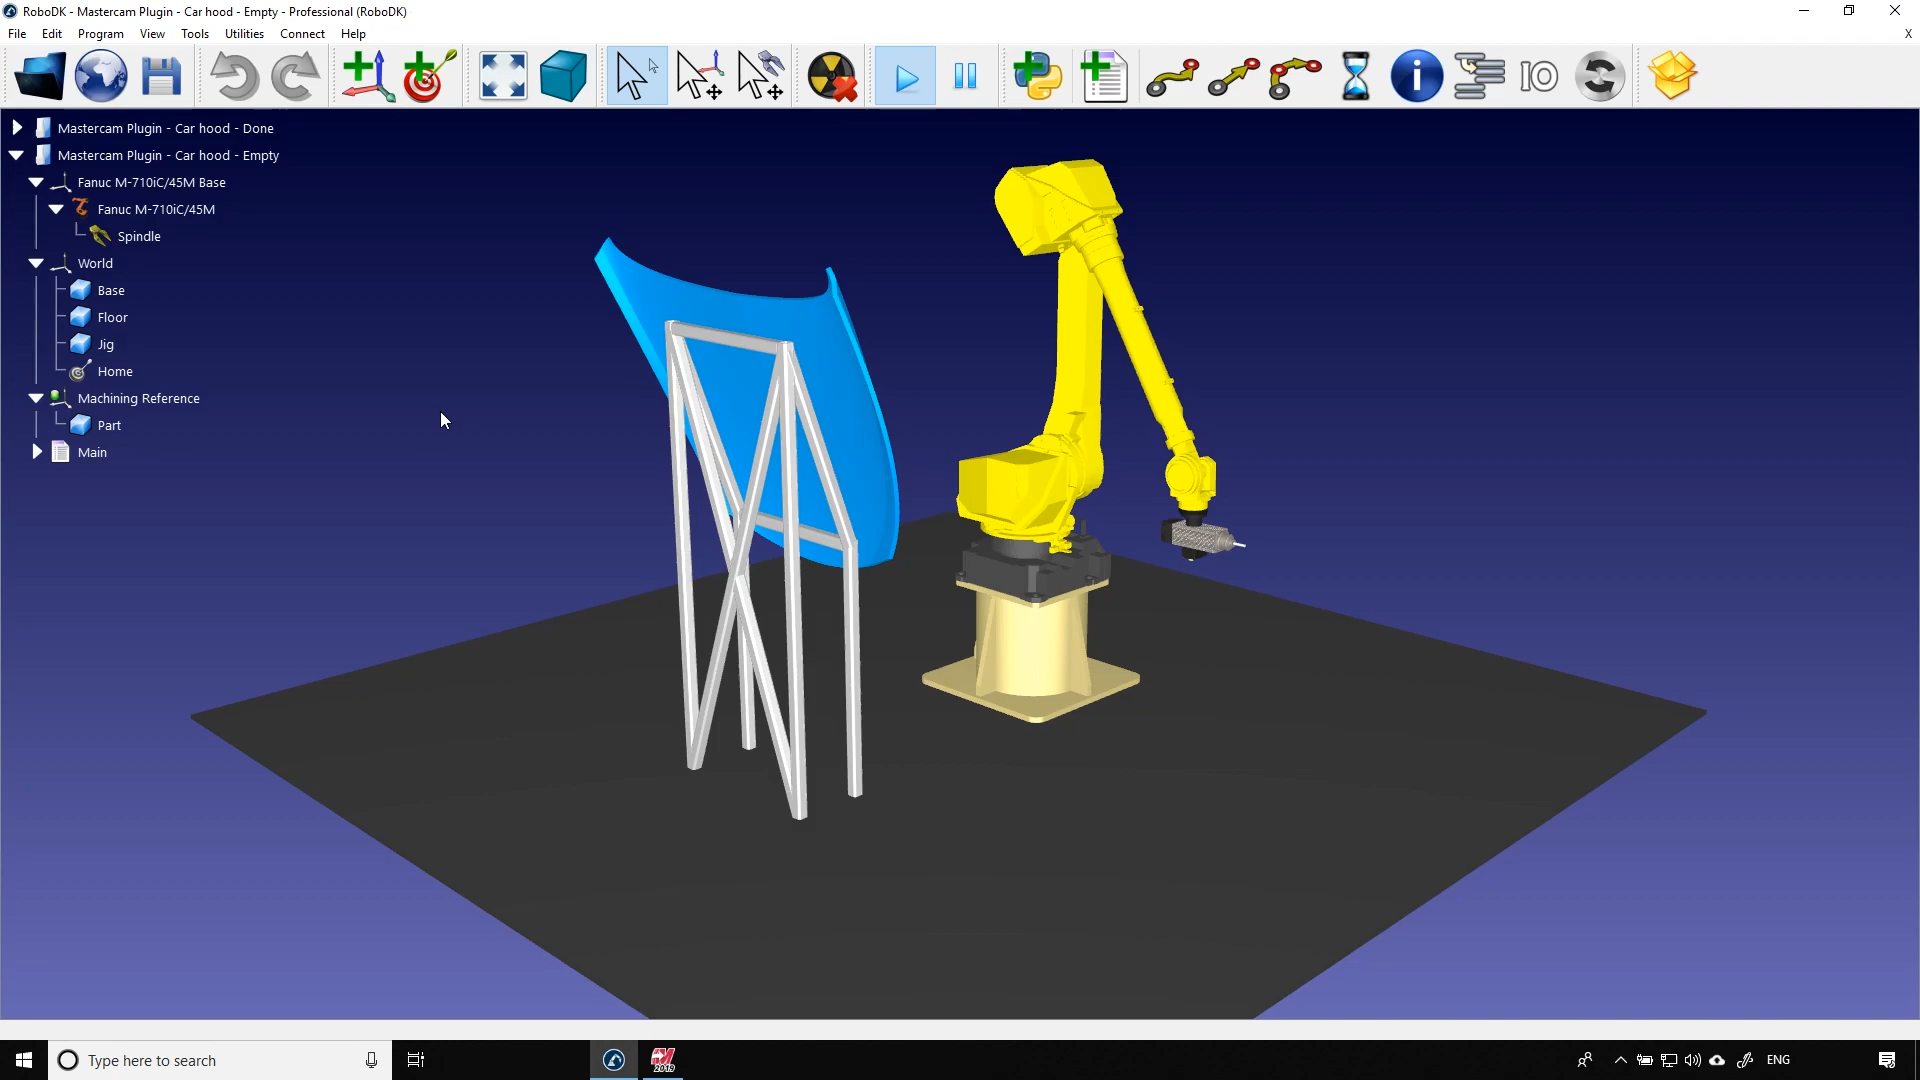 RoboDK - Mastercam Plugin - Car hood - Empty - Professional (RoboDK)
File Edit Program View Tools Utilities Connect Help X
IO
Mastercam Plugin - Car hood - Done
Mastercam Plugin - Car hood - Empty
Fanuc M-710iC/45M Base
Fanuc M-710iC/45M
Spindle
World
Base
Floor
Jig
Home
Machining Reference
Part
Main
Type here to search
2019
ENG